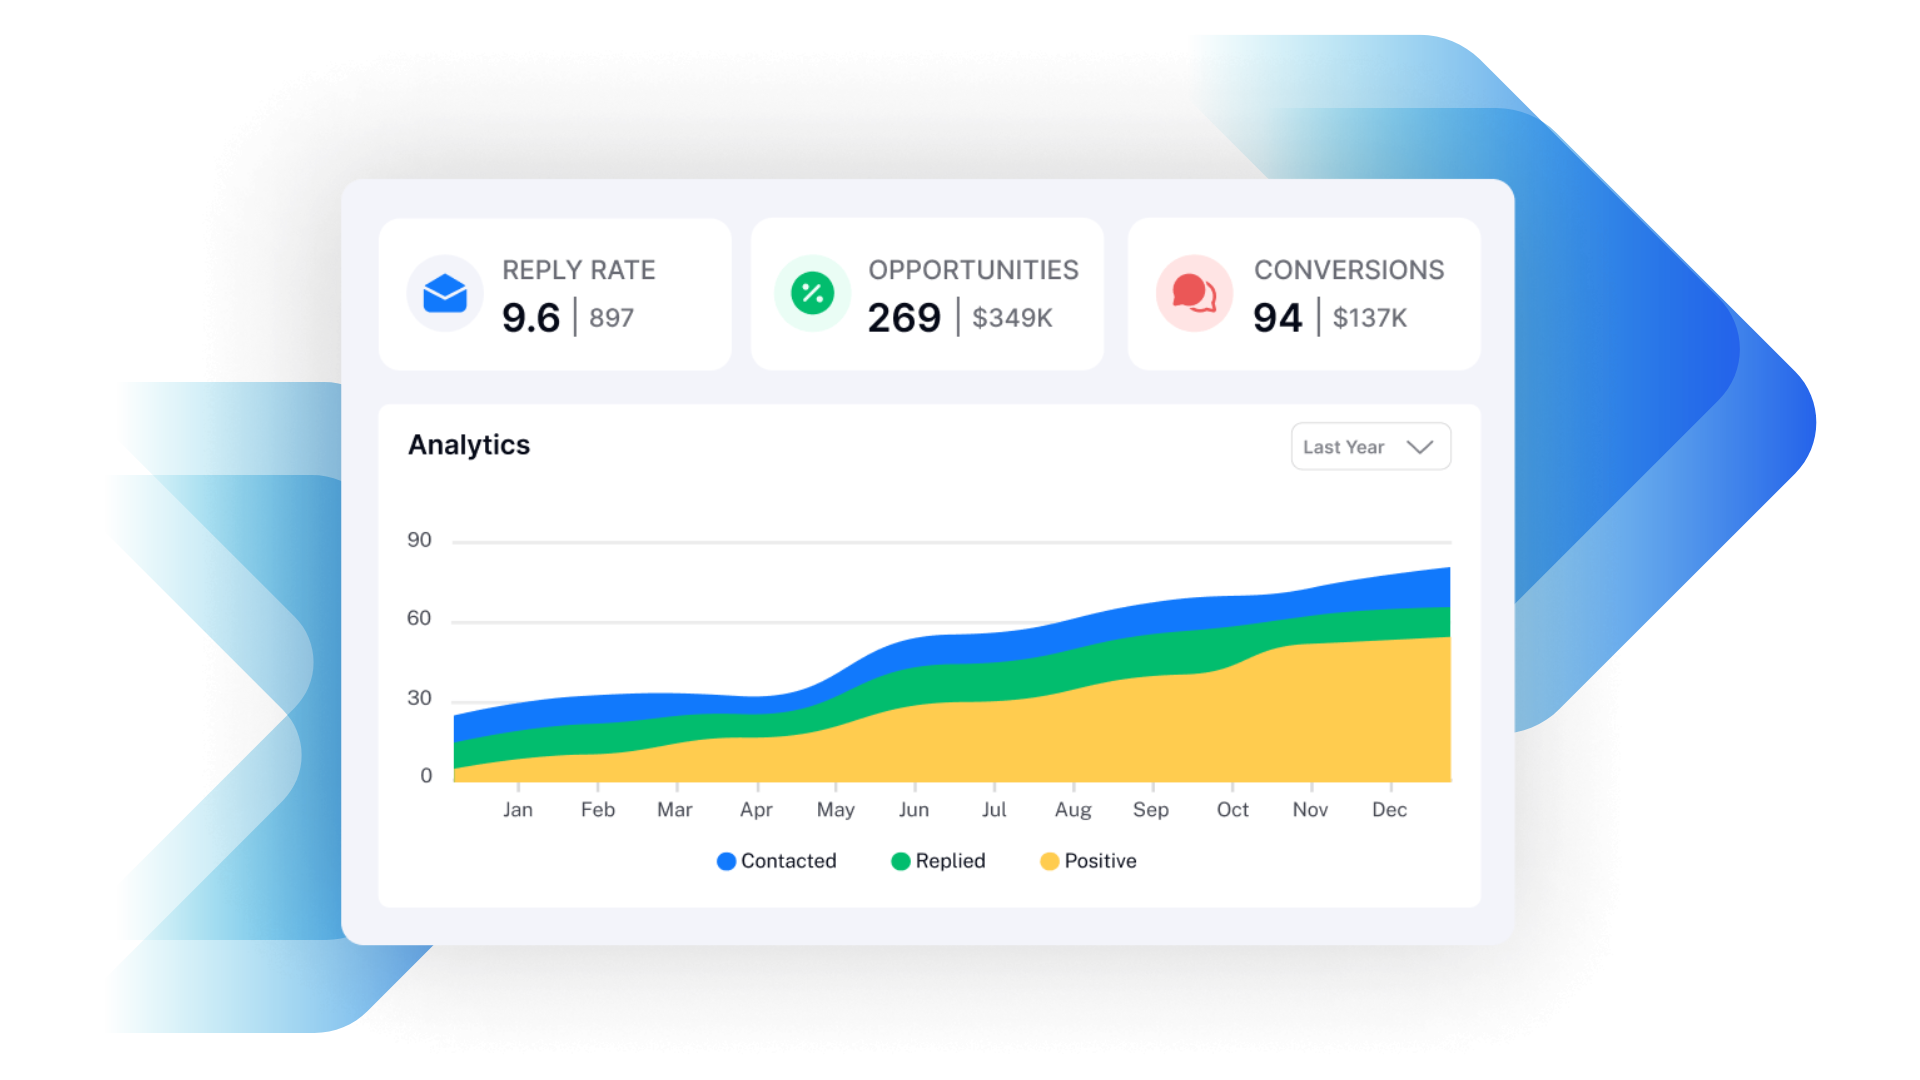 REPLY RATE
9.6 | 897
OPPORTUNITIES
269 | $349K
CONVERSIONS
94 | $137K
Analytics
Last Year
90
60
30
0
Jan Feb Mar Apr May Jun Jul Aug Sep Oct Nov Dec
Contacted Replied Positive